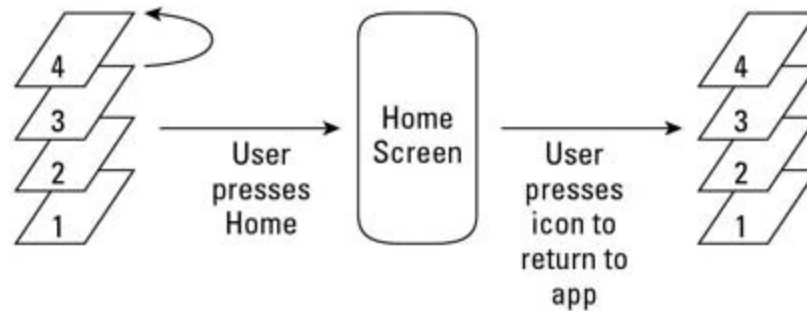 4
3
2
1
User
presses
Home
Home
Screen
User
presses
icon to
return to
app
4
3
2
1